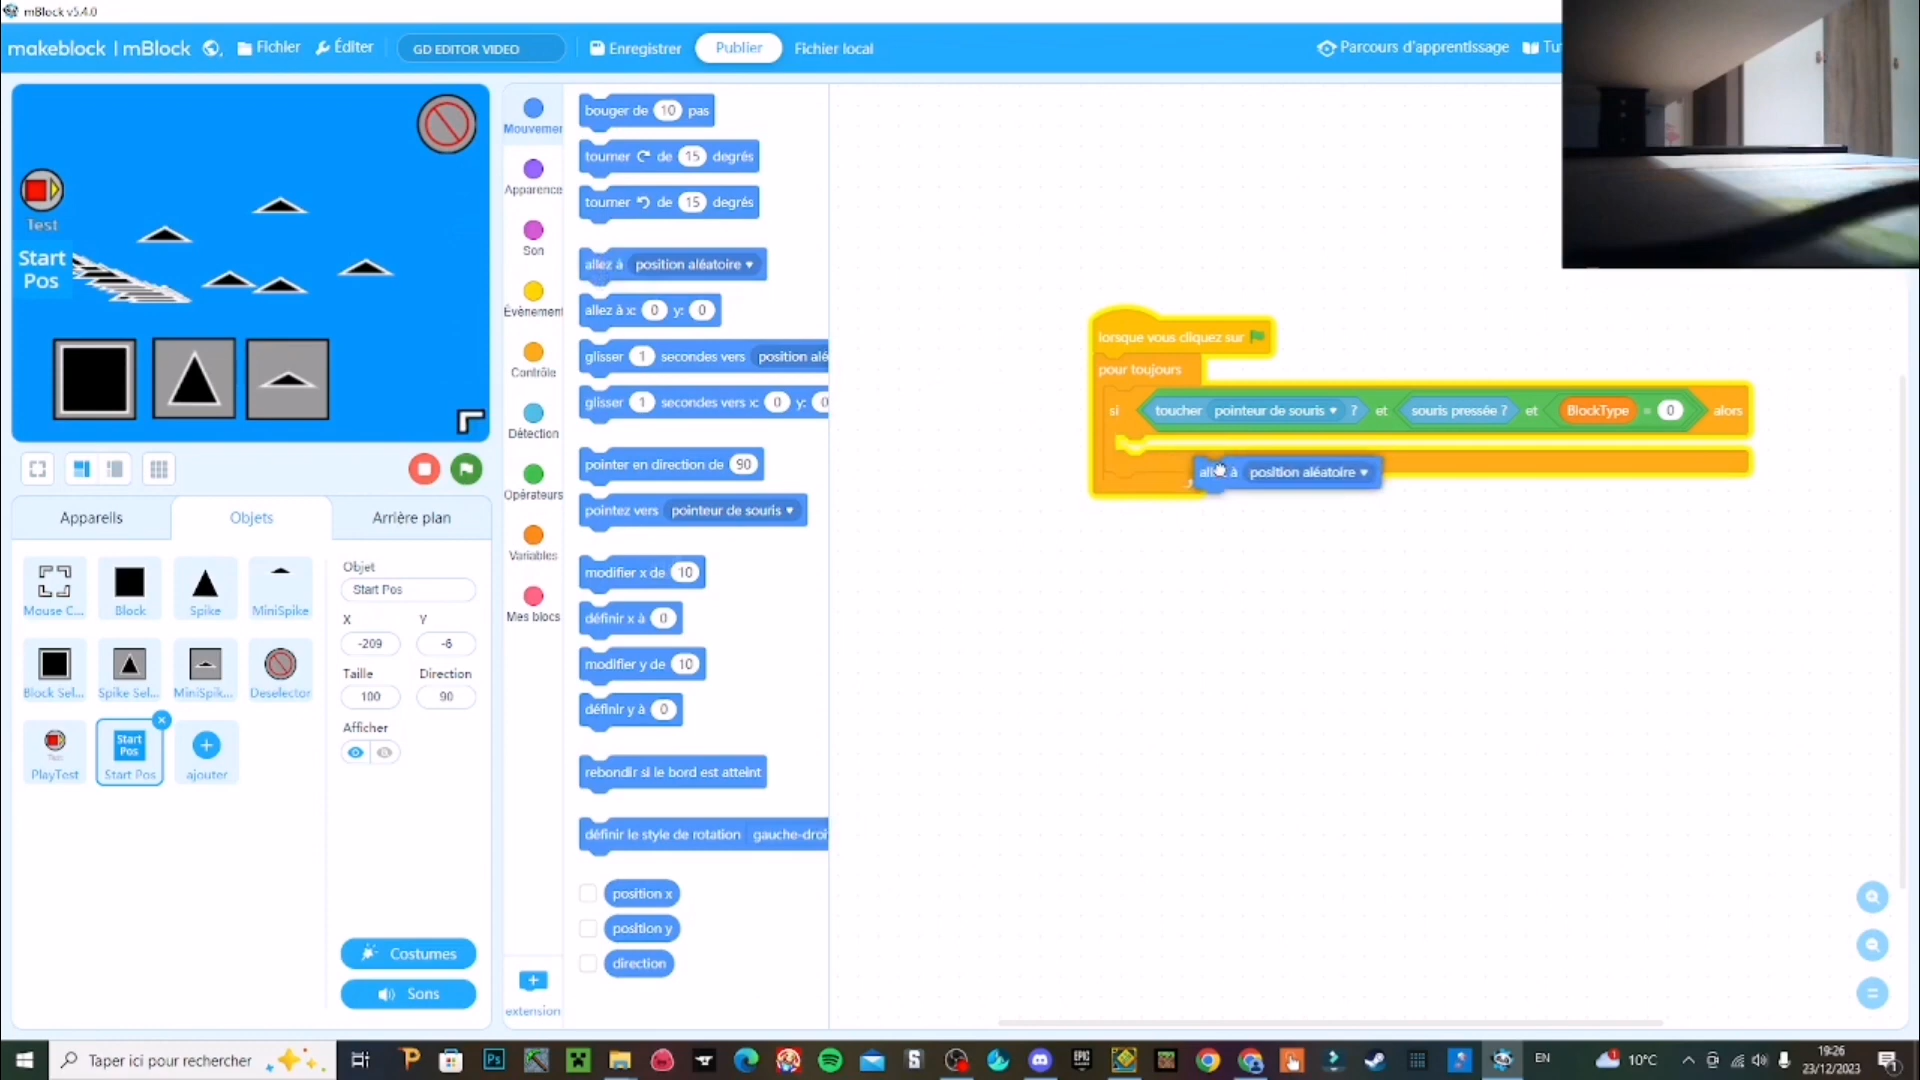 mBlock v5.4.0
makeblock | mBlock
Fichier
Éditer
GD EDITOR VIDEO
Enregistrer
Publier
Fichier local
Parcours d'apprentissage
Tu
Test
Start
Pos
Mouvemen
Apparence
Son
Évènement
Contrôle
Détection
Opérateurs
Variables
Mes blocs
extension
bouger de 10 pas
tourner de 15 degrés
tourner de 15 degrés
allez à position aléatoire
allez à x: 0 y: 0
glisser 1 secondes vers position alé
glisser 1 secondes vers x: 0 y: 0
pointer en direction de 90
pointez vers pointeur de souris
modifier x de 10
définir x à 0
modifier y de 10
définir y à 0
rebondir si le bord est atteint
définir le style de rotation gauche-droi
position x
position y
direction
lorsque vous cliquez sur
pour toujours
si toucher pointeur de souris ? et souris pressée ? et BlockType = 0 alors
à position aléatoire
Appareils
Objets
Arrière plan
Mouse C...
Block
Spike
MiniSpike
Block Sel...
Spike Sel...
MiniSpik...
Deselector
PlayTest
Start
Pos
Start Pos
ajouter
Objet
Start Pos
X
Y
-209
-6
Taille
Direction
100
90
Afficher
Costumes
Sons
Taper ici pour rechercher
EN
10°C
19:26
23/12/2023